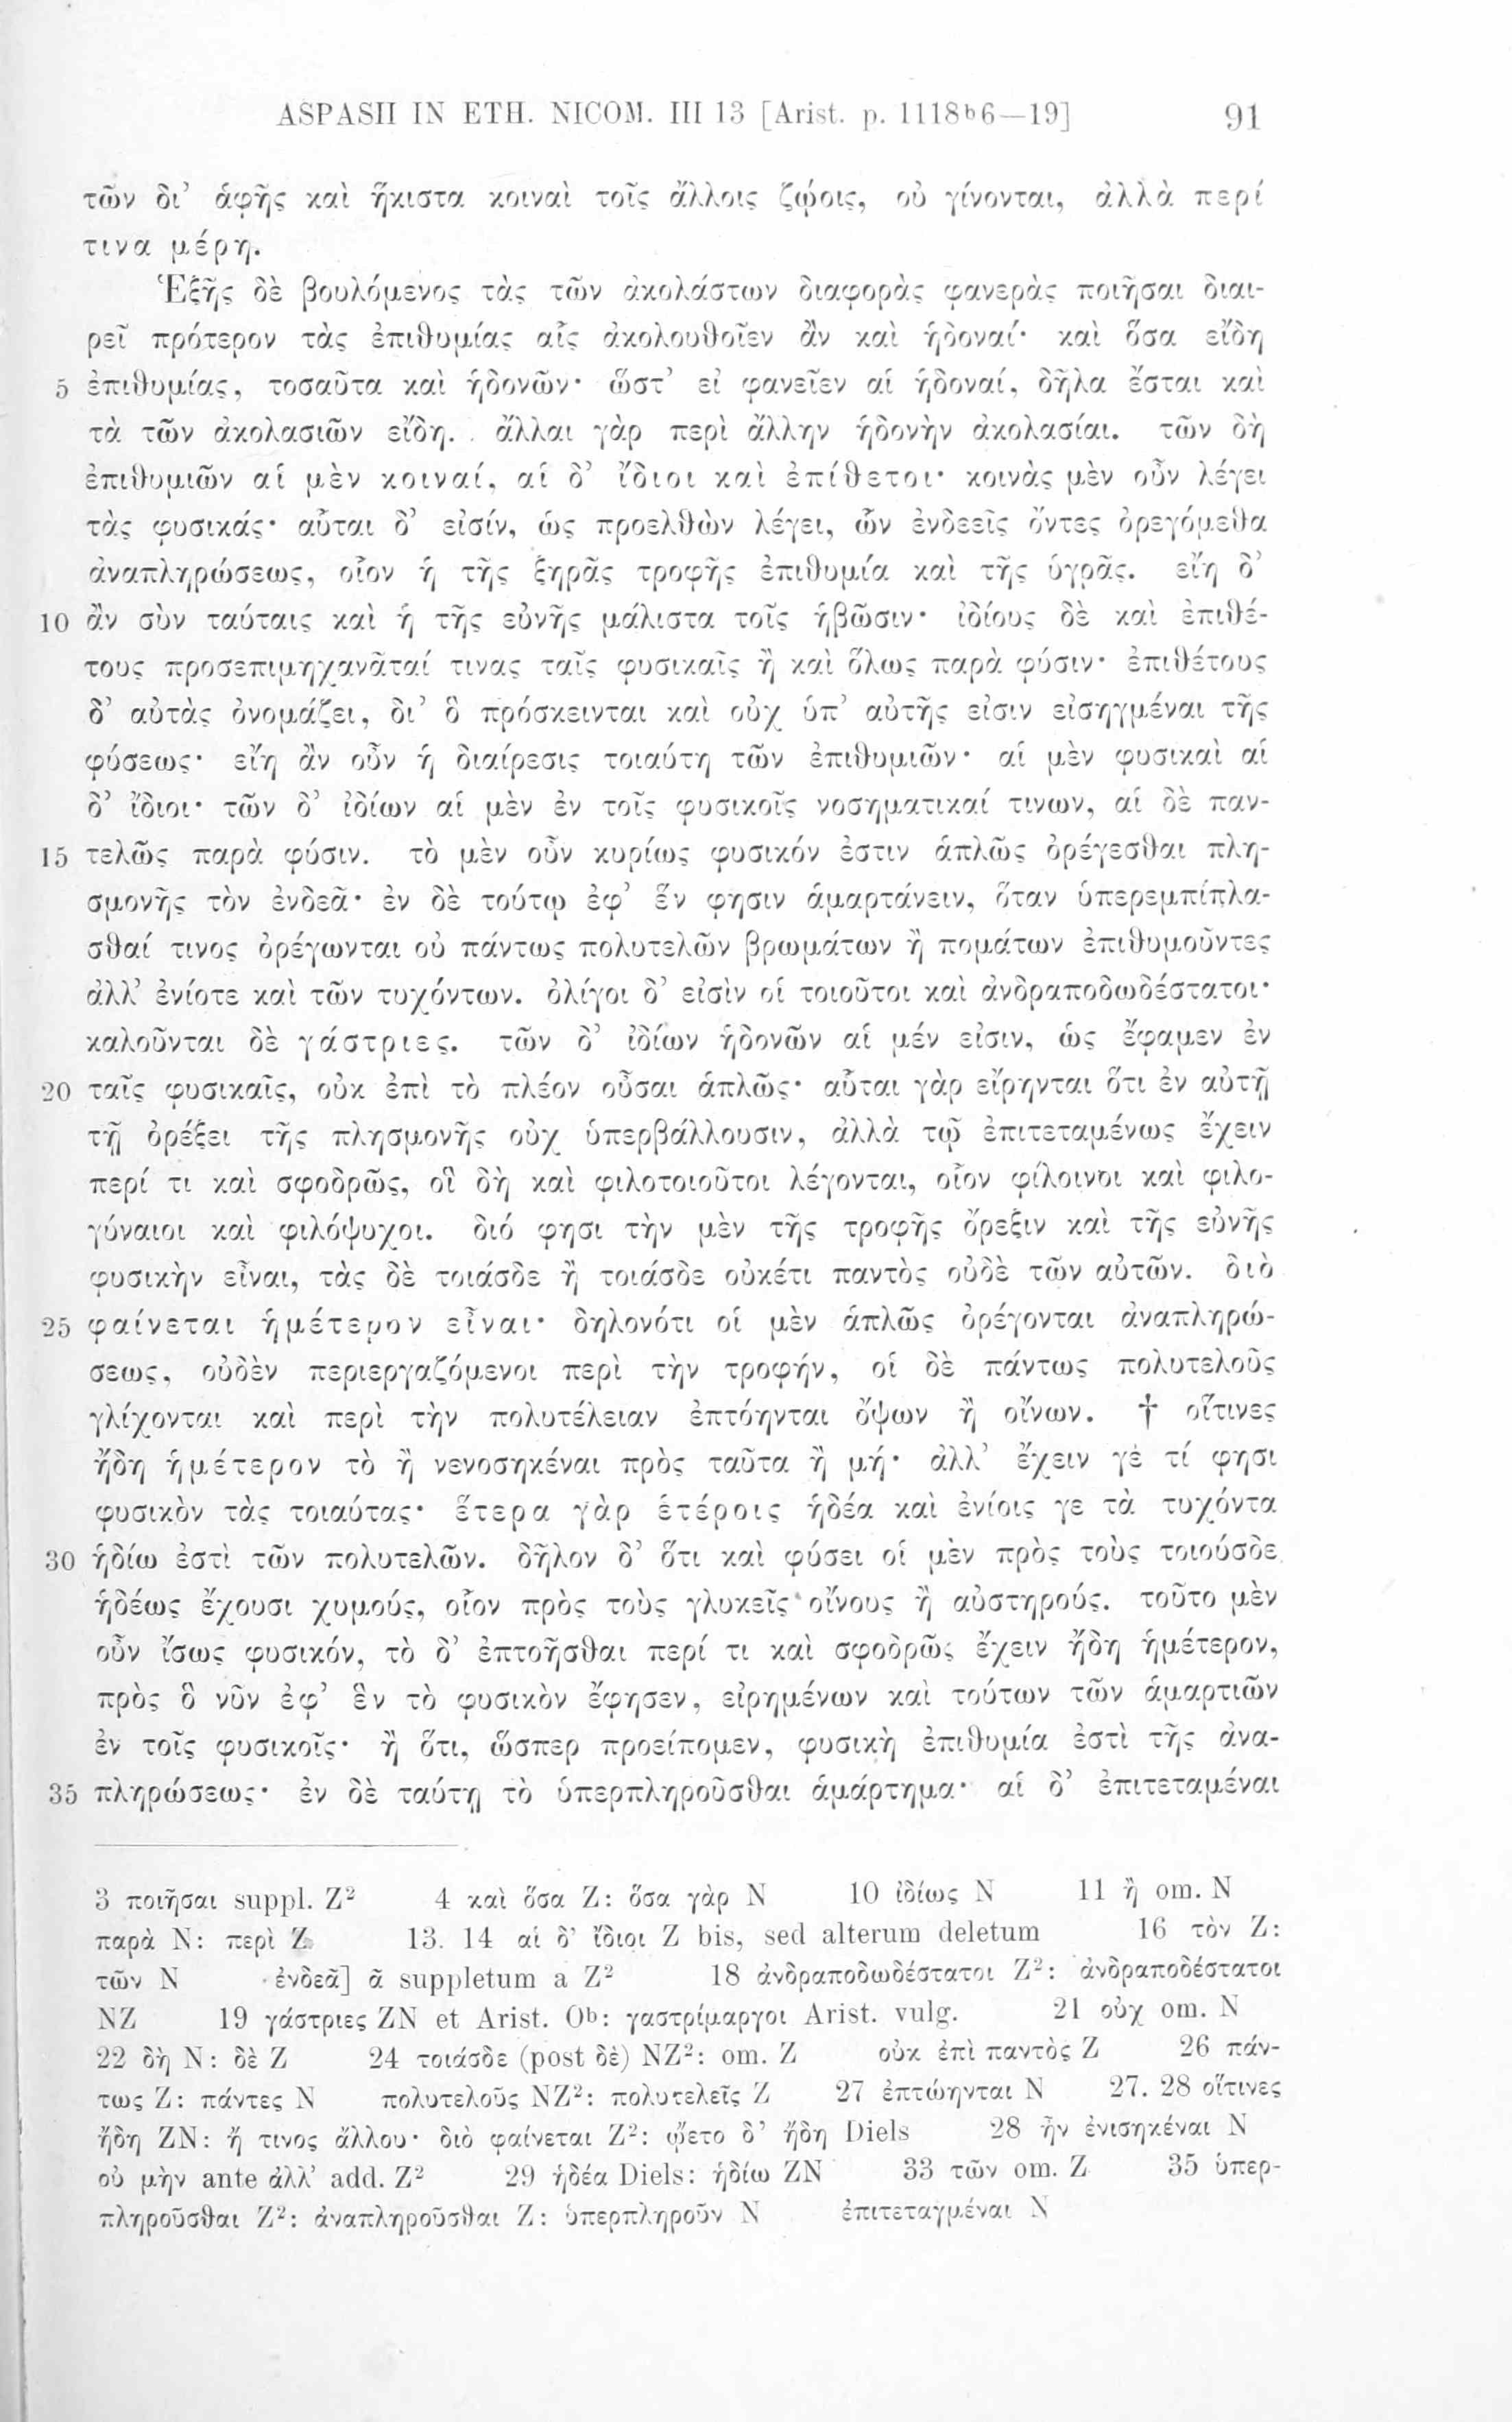 ASPASII IN ETH. NICOM. III 13 [Arist. p. 1118ᵇ6—19] 91
τῶν δι’ ἁφῆς καὶ ἥκιστα κοιναὶ τοῖς ἄλλοις ζῴοις, οὐ γίνονται, ἀλλὰ περί
τινα μέρη.
Ἑξῆς δὲ βουλόμενος τὰς τῶν ἀκολάστων διαφορὰς φανερὰς ποιῆσαι διαι-
ρεῖ πρότερον τὰς ἐπιθυμίας αἷς ἀκολουθοῖεν ἂν καὶ ἡδοναί· καὶ ὅσα εἴδη
5 ἐπιθυμίας, τοσαῦτα καὶ ἡδονῶν· ὥστ’ εἰ φανεῖεν αἱ ἡδοναί, δῆλα ἔσται καὶ
τὰ τῶν ἀκολασιῶν εἴδη. ἄλλαι γὰρ περὶ ἄλλην ἡδονὴν ἀκολασίαι. τῶν δὴ
ἐπιθυμιῶν αἱ μὲν κοιναί, αἱ δ’ ἴδιοι καὶ ἐπίθετοι· κοινὰς μὲν οὖν λέγει
τὰς φυσικάς· αὗται δ’ εἰσίν, ὡς προελθὼν λέγει, ὧν ἐνδεεῖς ὄντες ὀρεγόμεθα
ἀναπληρώσεως, οἷον ἡ τῆς ξηρᾶς τροφῆς ἐπιθυμία καὶ τῆς ὑγρᾶς. εἴη δ’
10 ἂν σὺν ταύταις καὶ ἡ τῆς εὐνῆς μάλιστα τοῖς ἡβῶσιν· ἰδίους δὲ καὶ ἐπιθέ-
τους προσεπιμηχανᾶταί τινας ταῖς φυσικαῖς ἢ καὶ ὅλως παρὰ φύσιν· ἐπιθέτους
δ’ αὐτὰς ὀνομάζει, δι’ ὃ πρόσκεινται καὶ οὐχ ὑπ’ αὐτῆς εἰσιν εἰσηγμέναι τῆς
φύσεως· εἴη ἂν οὖν ἡ διαίρεσις τοιαύτη τῶν ἐπιθυμιῶν· αἱ μὲν φυσικαὶ αἱ
δ’ ἴδιοι· τῶν δ’ ἰδίων αἱ μὲν ἐν τοῖς φυσικοῖς νοσηματικαί τινων, αἱ δὲ παν-
15 τελῶς παρὰ φύσιν. τὸ μὲν οὖν κυρίως φυσικόν ἐστιν ἁπλῶς ὀρέγεσθαι πλη-
σμονῆς τὸν ἐνδεᾶ· ἐν δὲ τούτῳ ἐφ’ ἕν φησιν ἁμαρτάνειν, ὅταν ὑπερεμπίπλα-
σθαί τινος ὀρέγωνται οὐ πάντως πολυτελῶν βρωμάτων ἢ πομάτων ἐπιθυμοῦντες
ἀλλ’ ἐνίοτε καὶ τῶν τυχόντων. ὀλίγοι δ’ εἰσὶν οἱ τοιοῦτοι καὶ ἀνδραποδωδέστατοι·
καλοῦνται δὲ γάστριες. τῶν δ’ ἰδίων ἡδονῶν αἱ μέν εἰσιν, ὡς ἔφαμεν ἐν
20 ταῖς φυσικαῖς, οὐκ ἐπὶ τὸ πλέον οὖσαι ἁπλῶς· αὗται γὰρ εἴρηνται ὅτι ἐν αὐτῇ
τῇ ὀρέξει τῆς πλησμονῆς οὐχ ὑπερβάλλουσιν, ἀλλὰ τῷ ἐπιτεταμένως ἔχειν
περί τι καὶ σφοδρῶς, οἳ δὴ καὶ φιλοτοιοῦτοι λέγονται, οἷον φίλοινοι καὶ φιλο-
γύναιοι καὶ φιλόψυχοι. διό φησι τὴν μὲν τῆς τροφῆς ὄρεξιν καὶ τῆς εὐνῆς
φυσικὴν εἶναι, τὰς δὲ τοιάσδε ἢ τοιάσδε οὐκέτι παντὸς οὐδὲ τῶν αὐτῶν. διὸ
25 φαίνεται ἡμέτερον εἶναι· δηλονότι οἱ μὲν ἁπλῶς ὀρέγονται ἀναπληρώ-
σεως, οὐδὲν περιεργαζόμενοι περὶ τὴν τροφήν, οἱ δὲ πάντως πολυτελοῦς
γλίχονται καὶ περὶ τὴν πολυτέλειαν ἐπτόηνται ὄψων ἢ οἴνων. † οἵτινες
ἤδη ἡμέτερον τὸ ἢ νενοσηκέναι πρὸς ταῦτα ἢ μή· ἀλλ’ ἔχειν γέ τί φησι
φυσικὸν τὰς τοιαύτας· ἕτερα γὰρ ἑτέροις ἡδέα καὶ ἐνίοις γε τὰ τυχόντα
30 ἡδίω ἐστὶ τῶν πολυτελῶν. δῆλον δ’ ὅτι καὶ φύσει οἱ μὲν πρὸς τοὺς τοιούσδε
ἡδέως ἔχουσι χυμούς, οἷον πρὸς τοὺς γλυκεῖς οἴνους ἢ αὐστηρούς. τοῦτο μὲν
οὖν ἴσως φυσικόν, τὸ δ’ ἐπτοῆσθαι περί τι καὶ σφοδρῶς ἔχειν ἤδη ἡμέτερον,
πρὸς ὃ νῦν ἐφ’ ἓν τὸ φυσικὸν ἔφησεν, εἰρημένων καὶ τούτων τῶν ἁμαρτιῶν
ἐν τοῖς φυσικοῖς· ἢ ὅτι, ὥσπερ προείπομεν, φυσικὴ ἐπιθυμία ἐστὶ τῆς ἀνα-
35 πληρώσεως· ἐν δὲ ταύτῃ τὸ ὑπερπληροῦσθαι ἁμάρτημα· αἱ δ’ ἐπιτεταμέναι
3 ποιῆσαι suppl. Z² 4 καὶ ὅσα Z: ὅσα γὰρ N 10 ἰδίως N 11 ἢ om. N
παρὰ N: περὶ Z 13. 14 αἱ δ’ ἴδιοι Z bis, sed alterum deletum 16 τὸν Z:
τῶν N ἐνδεᾶ] ᾶ suppletum a Z² 18 ἀνδραποδωδέστατοι Z²: ἀνδραποδέστατοι
NZ 19 γάστριες ZN et Arist. Oᵇ: γαστρίμαργοι Arist. vulg. 21 οὐχ om. N
22 δὴ N: δὲ Z 24 τοιάσδε (post δὲ) NZ²: om. Z οὐκ ἐπὶ παντὸς Z 26 πάν-
τως Z: πάντες N πολυτελοῦς NZ²: πολυτελεῖς Z 27 ἐπτώηνται N 27. 28 οἵτινες
ἤδη ZN: ἤ τινος ἄλλου· διὸ φαίνεται Z²: ᾤετο δ’ ἤδη Diels 28 ἦν ἐνισηκέναι N
οὐ μὴν ante ἀλλ’ add. Z² 29 ἡδέα Diels: ἡδίω ZN 33 τῶν om. Z 35 ὑπερ-
πληροῦσθαι Z²: ἀναπληροῦσθαι Z: ὑπερπληροῦν N ἐπιτεταγμέναι N